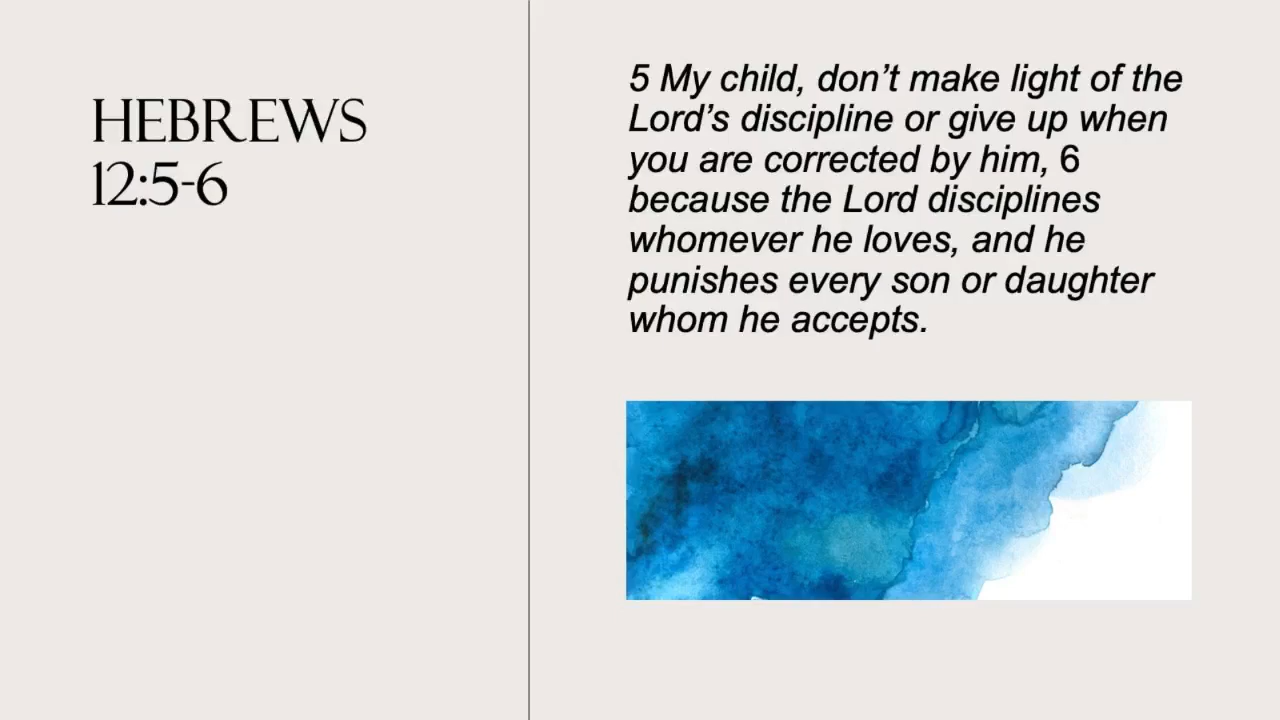 HEBREWS
12:5-6
5 My child, don’t make light of the
Lord’s discipline or give up when
you are corrected by him, 6
because the Lord disciplines
whomever he loves, and he
punishes every son or daughter
whom he accepts.